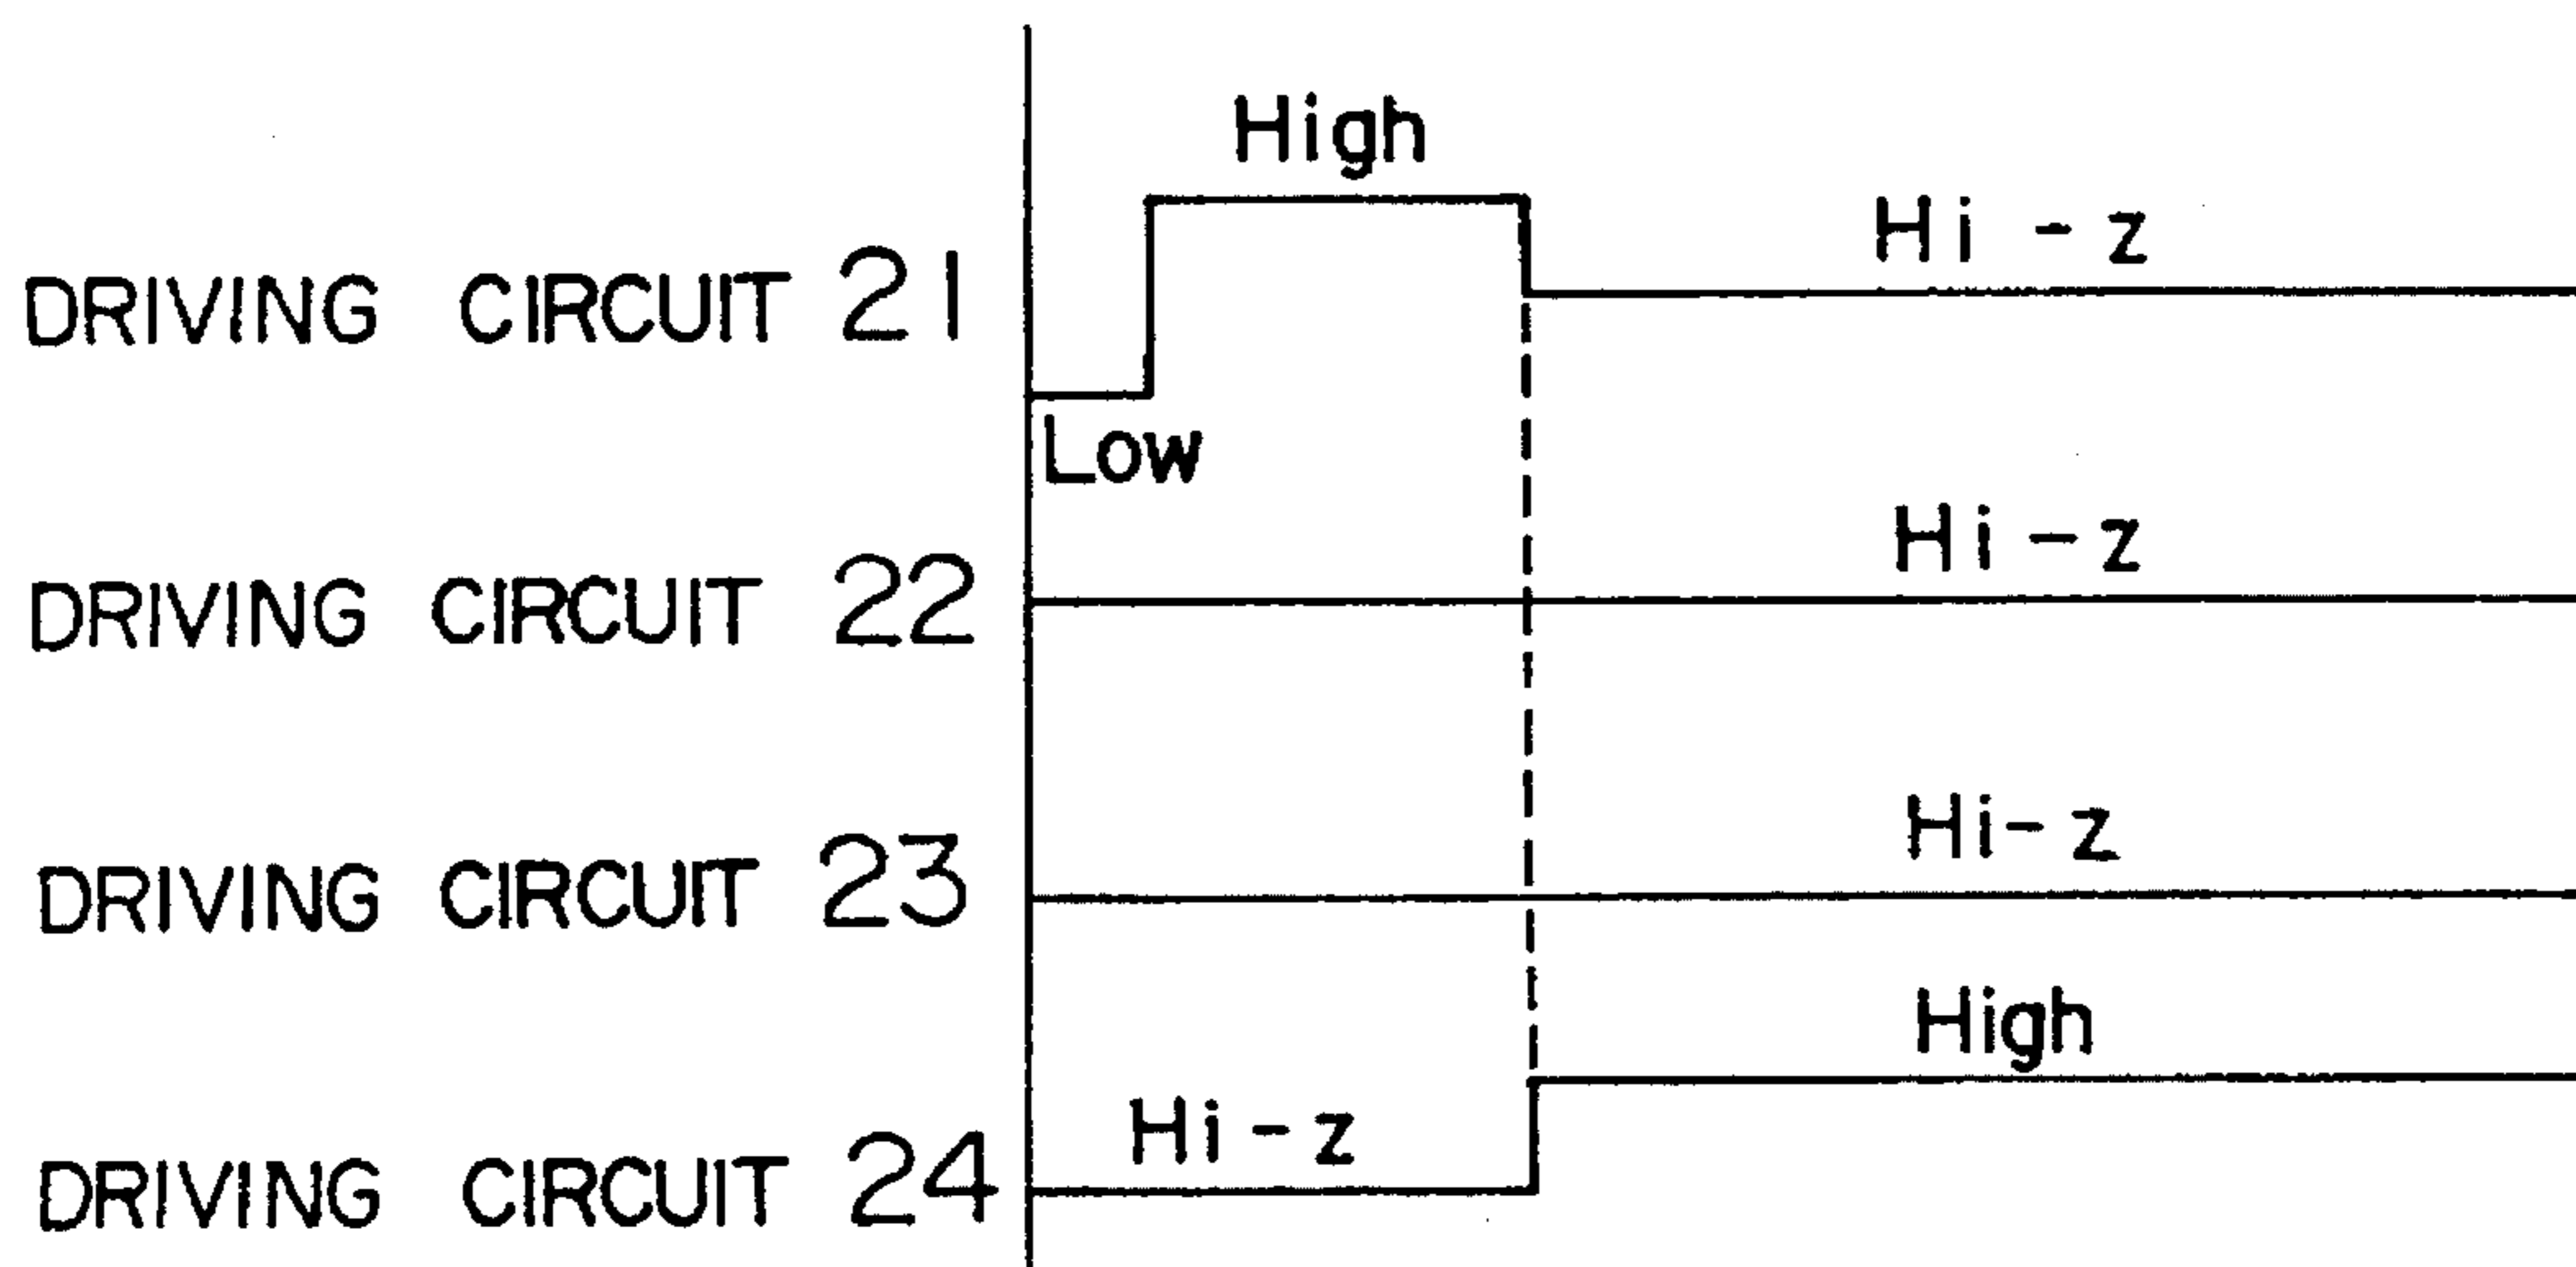 High
Hi-z
DRIVING CIRCUIT 21
Low
Hi-z
DRIVING CIRCUIT 22
Hi-z
DRIVING CIRCUIT 23
High
Hi-z
DRIVING CIRCUIT 24